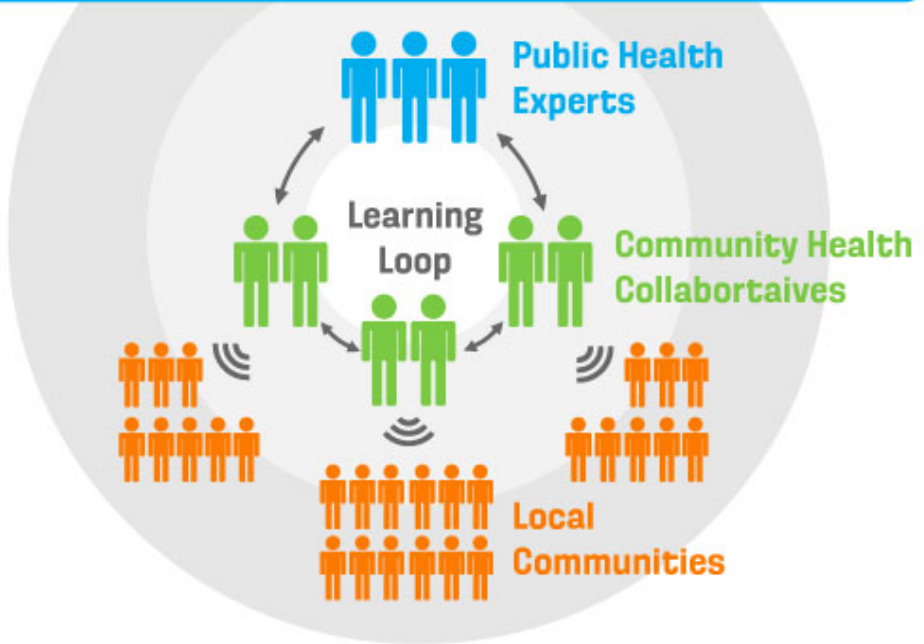 Public Health
Experts
Learning
Loop
Community Health
Collabortaives
Local
Communities